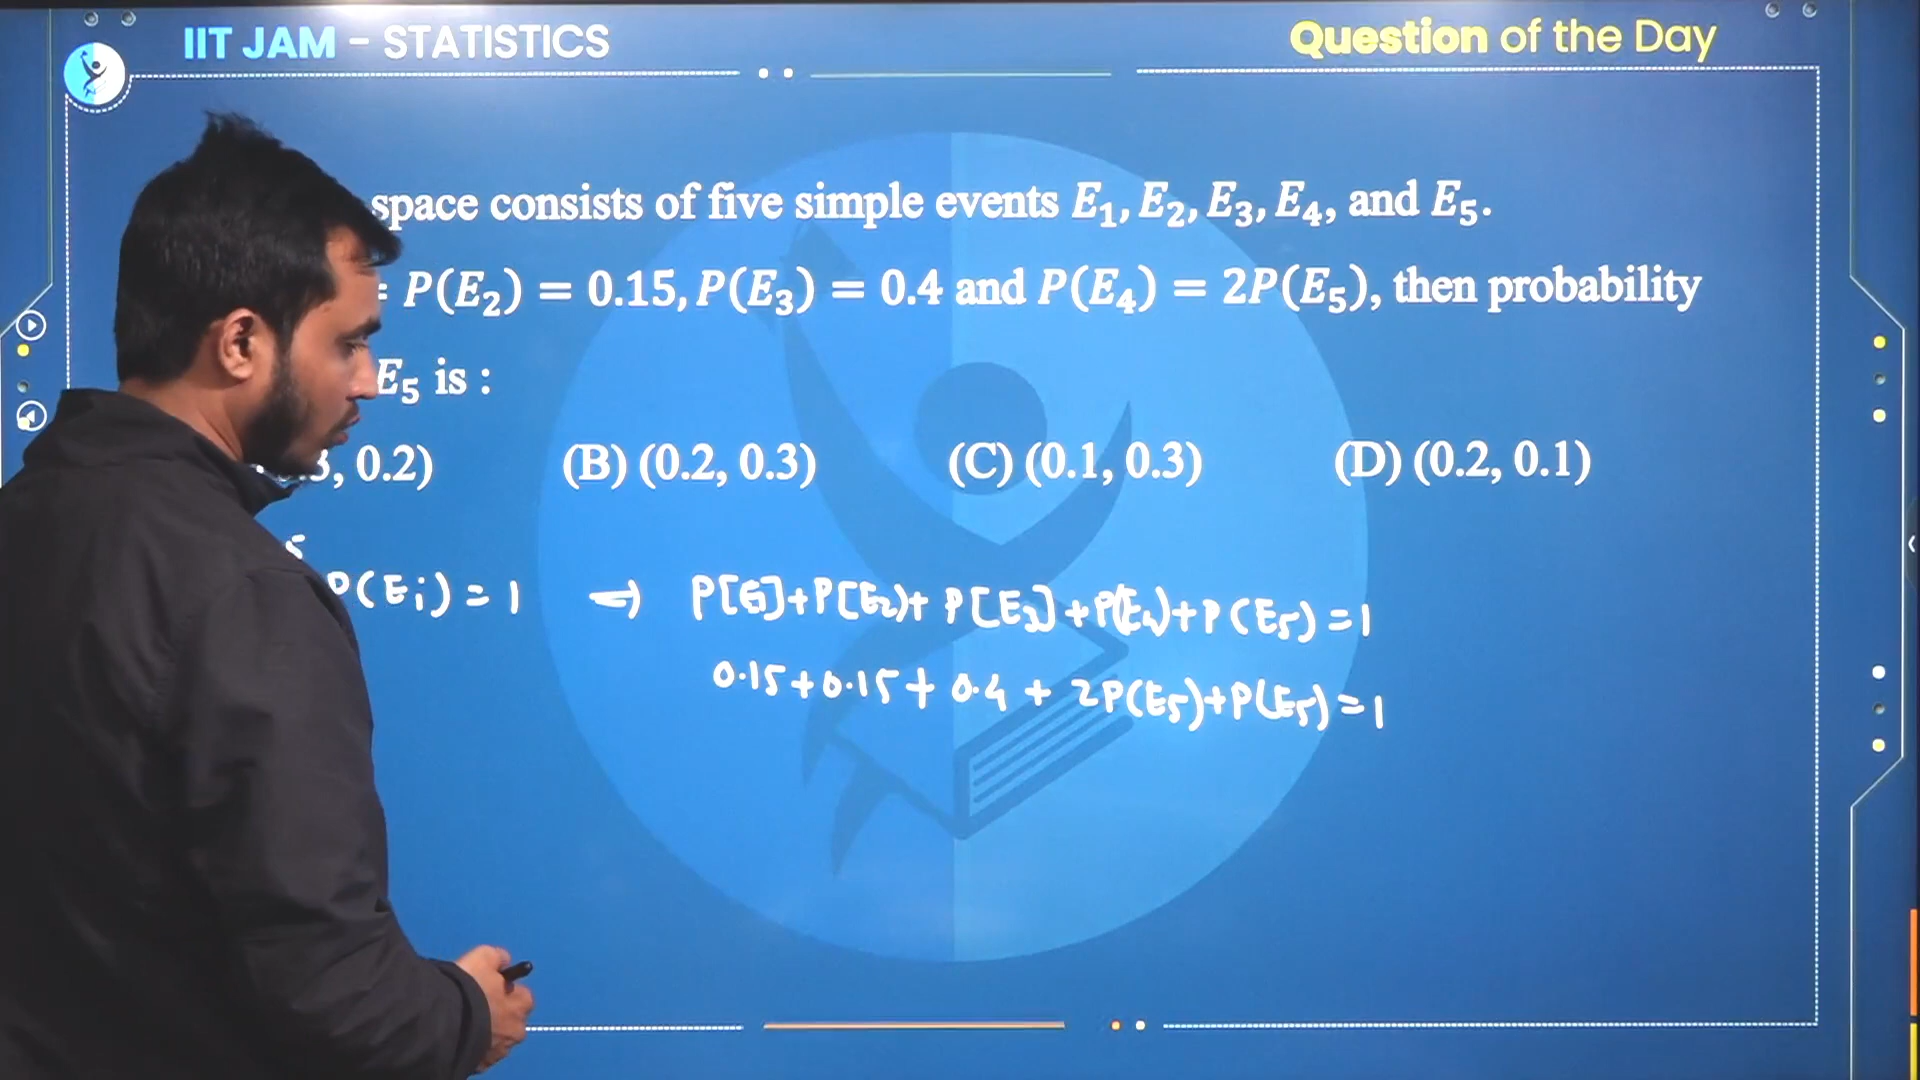 IIT JAM - STATISTICS
Question of the Day
space consists of five simple events E₁, E₂, E₃, E₄, and E₅.
= P(E₂) = 0.15, P(E₃) = 0.4 and P(E₄) = 2P(E₅), then probability
E₅ is :
3, 0.2) (B) (0.2, 0.3) (C) (0.1, 0.3) (D) (0.2, 0.1)
5
P(Ei) = 1 ⇒ P[E₁]+P[E₂)+ P[E₃]+P(E₄)+P(E₅) = 1
0.15+0.15+ 0.4 + 2P(E₅)+P(E₅) = 1